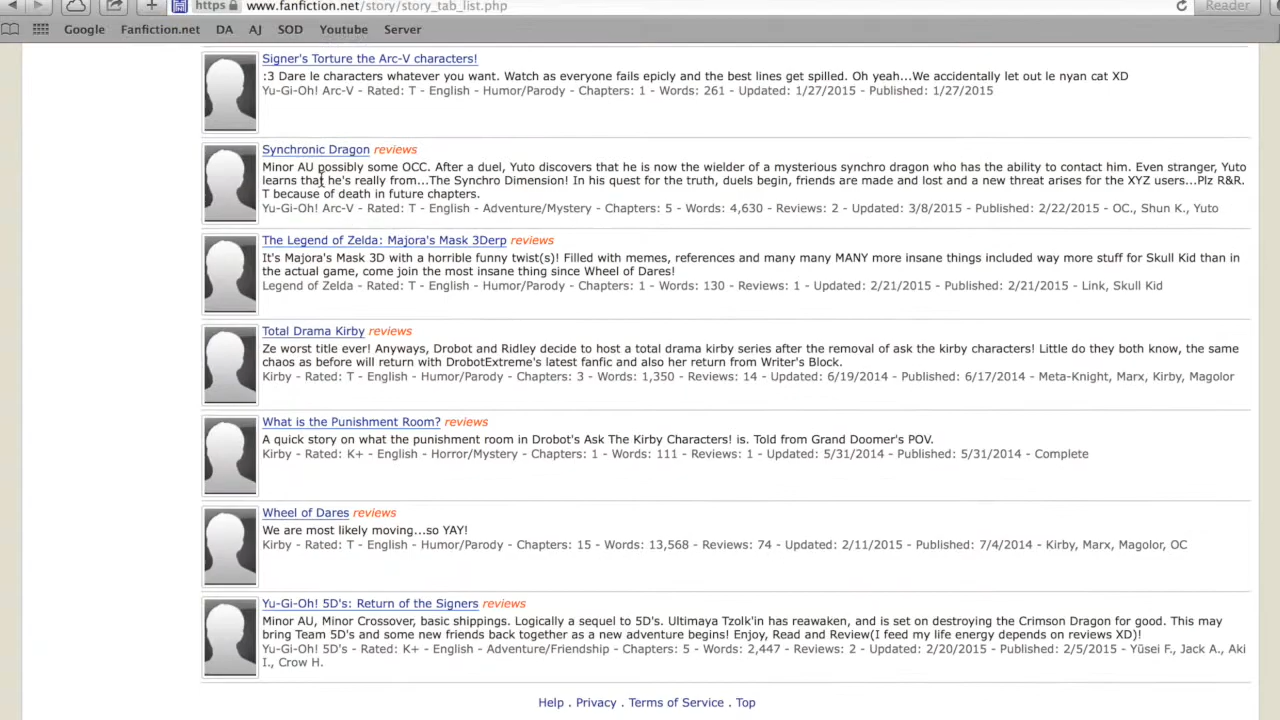 https www.fanfiction.net/story/story_tab_list.php Reader
Google Fanfiction.net DA AJ SOD Youtube Server
Signer's Torture the Arc-V characters!
:3 Dare le characters whatever you want. Watch as everyone fails epicly and the best lines get spilled. Oh yeah...We accidentally let out le nyan cat XD
Yu-Gi-Oh! Arc-V - Rated: T - English - Humor/Parody - Chapters: 1 - Words: 261 - Updated: 1/27/2015 - Published: 1/27/2015
Synchronic Dragon reviews
Minor AU possibly some OCC. After a duel, Yuto discovers that he is now the wielder of a mysterious synchro dragon who has the ability to contact him. Even stranger, Yuto
learns that he's really from...The Synchro Dimension! In his quest for the truth, duels begin, friends are made and lost and a new threat arises for the XYZ users...Plz R&R.
T because of death in future chapters.
Yu-Gi-Oh! Arc-V - Rated: T - English - Adventure/Mystery - Chapters: 5 - Words: 4,630 - Reviews: 2 - Updated: 3/8/2015 - Published: 2/22/2015 - OC., Shun K., Yuto
The Legend of Zelda: Majora's Mask 3Derp reviews
It's Majora's Mask 3D with a horrible funny twist(s)! Filled with memes, references and many many MANY more insane things included way more stuff for Skull Kid than in
the actual game, come join the most insane thing since Wheel of Dares!
Legend of Zelda - Rated: T - English - Humor/Parody - Chapters: 1 - Words: 130 - Reviews: 1 - Updated: 2/21/2015 - Published: 2/21/2015 - Link, Skull Kid
Total Drama Kirby reviews
Ze worst title ever! Anyways, Drobot and Ridley decide to host a total drama kirby series after the removal of ask the kirby characters! Little do they both know, the same
chaos as before will return with DrobotExtreme's latest fanfic and also her return from Writer's Block.
Kirby - Rated: T - English - Humor/Parody - Chapters: 3 - Words: 1,350 - Reviews: 14 - Updated: 6/19/2014 - Published: 6/17/2014 - Meta-Knight, Marx, Kirby, Magolor
What is the Punishment Room? reviews
A quick story on what the punishment room in Drobot's Ask The Kirby Characters! is. Told from Grand Doomer's POV.
Kirby - Rated: K+ - English - Horror/Mystery - Chapters: 1 - Words: 111 - Reviews: 1 - Updated: 5/31/2014 - Published: 5/31/2014 - Complete
Wheel of Dares reviews
We are most likely moving...so YAY!
Kirby - Rated: T - English - Humor/Parody - Chapters: 15 - Words: 13,568 - Reviews: 74 - Updated: 2/11/2015 - Published: 7/4/2014 - Kirby, Marx, Magolor, OC
Yu-Gi-Oh! 5D's: Return of the Signers reviews
Minor AU, Minor Crossover, basic shippings. Logically a sequel to 5D's. Ultimaya Tzolk'in has reawaken, and is set on destroying the Crimson Dragon for good. This may
bring Team 5D's and some new friends back together as a new adventure begins! Enjoy, Read and Review(I feed my life energy depends on reviews XD)!
Yu-Gi-Oh! 5D's - Rated: K+ - English - Adventure/Friendship - Chapters: 5 - Words: 2,447 - Reviews: 2 - Updated: 2/20/2015 - Published: 2/5/2015 - Yūsei F., Jack A., Aki
I., Crow H.
Help . Privacy . Terms of Service . Top